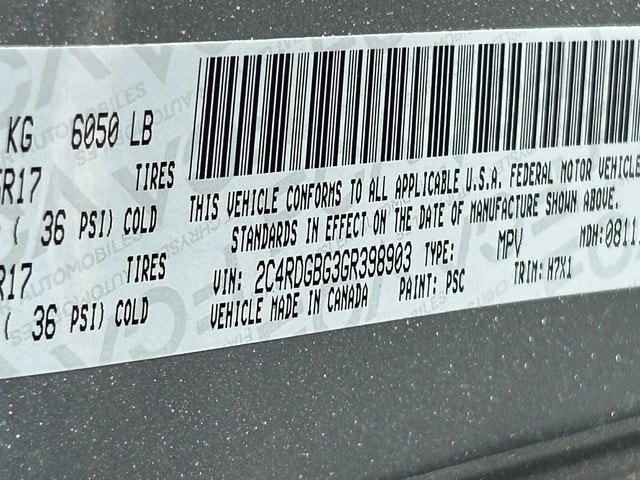 KG 6050 LB
R17 TIRES
( 36 PSI) COLD
R17 TIRES
( 36 PSI) COLD
THIS VEHICLE CONFORMS TO ALL APPLICABLE U.S.A. FEDERAL MOTOR VEHICLE
STANDARDS IN EFFECT ON THE DATE OF MANUFACTURE SHOWN ABOVE.
VIN: 2C4RDGBG3GR398903 TYPE: MPV MDH:0811
VEHICLE MADE IN CANADA PAINT: PSC TRIM: H7X1